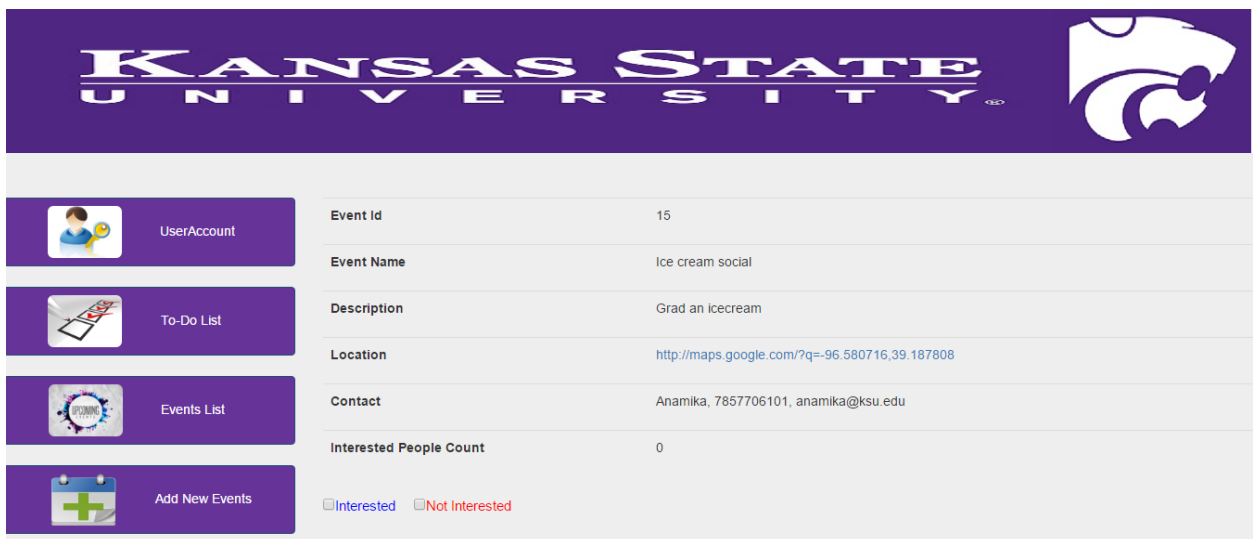 KANSAS STATE
UNIVERSITY®
UserAccount
To-Do List
UPCOMING
EVENTS
Events List
Add New Events
Event Id 15
Event Name Ice cream social
Description Grad an icecream
Location http://maps.google.com/?q=-96.580716,39.187808
Contact Anamika, 7857706101, anamika@ksu.edu
Interested People Count 0
Interested Not Interested